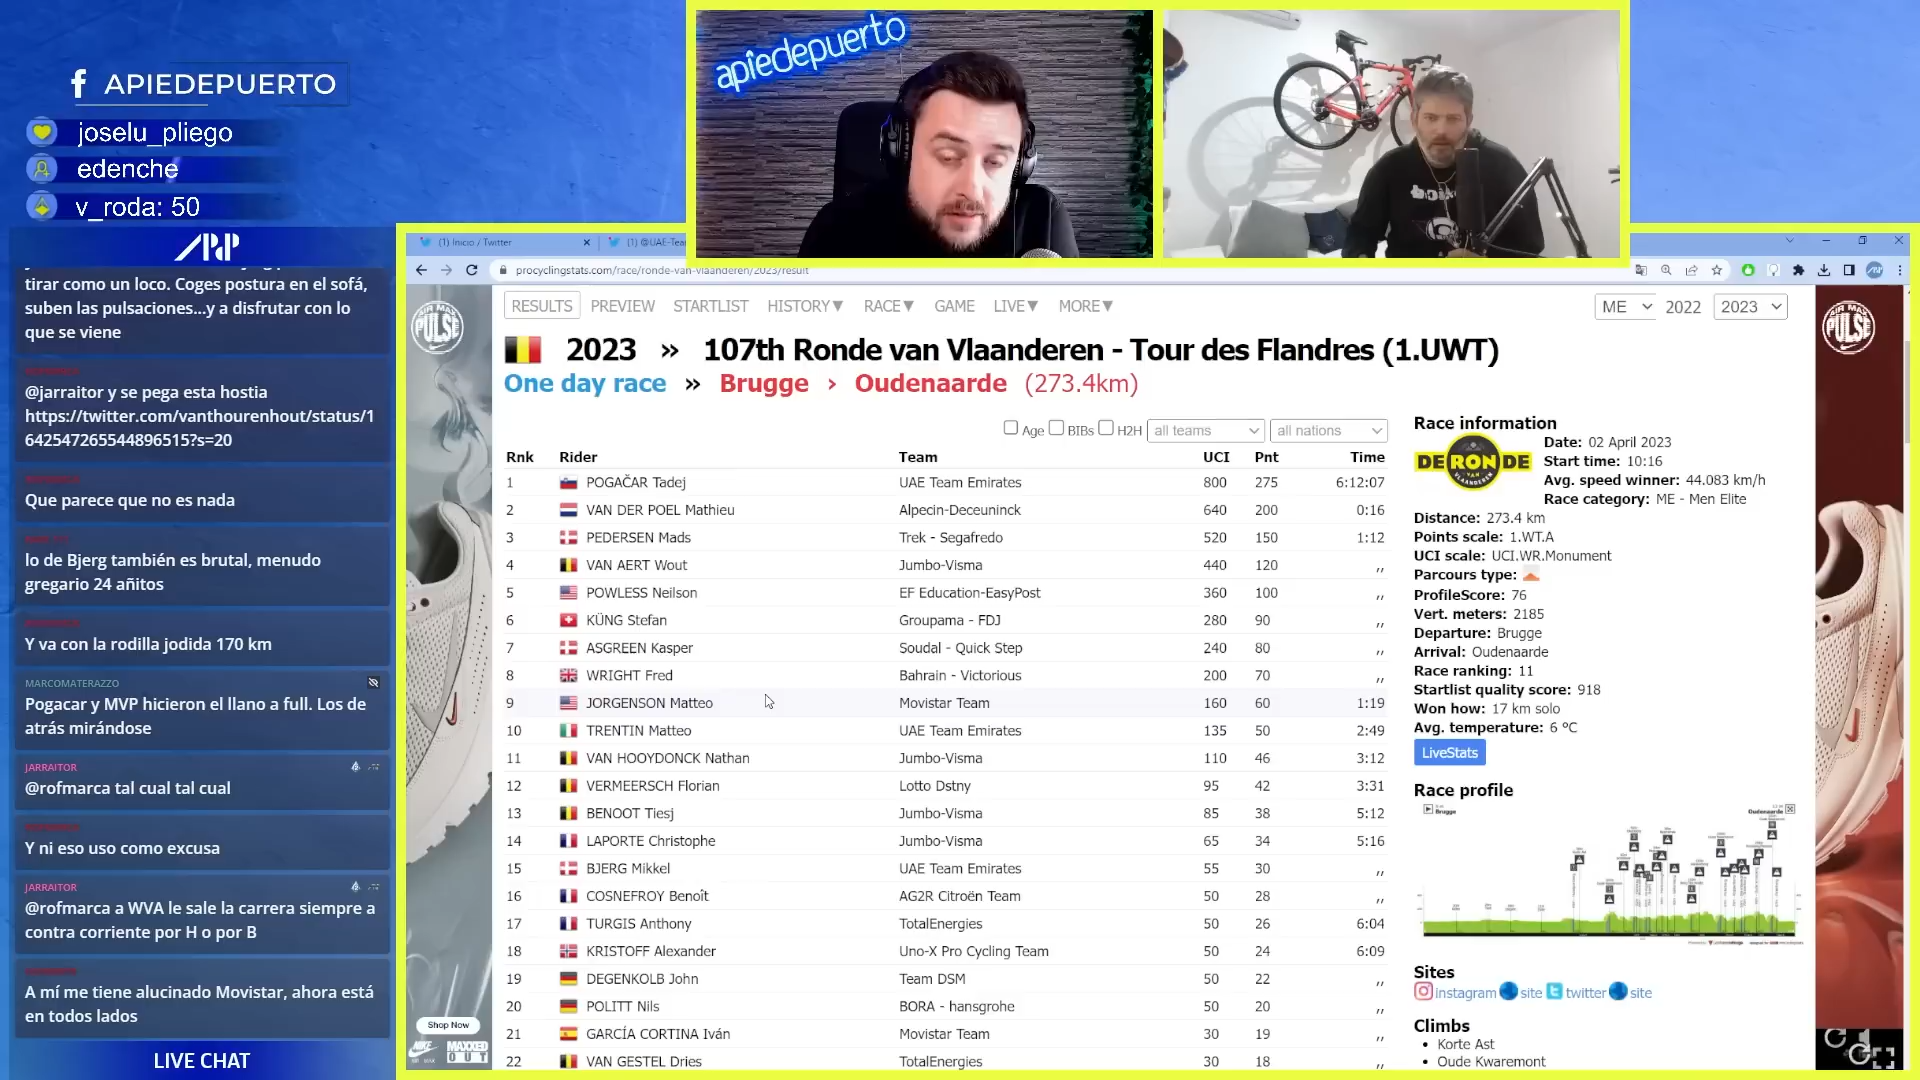 APIEDEPUERTO
joselu_pliego
edenche
v_roda: 50
tirar como un loco. Coges postura en el sofá,
suben las pulsaciones...y a disfrutar con lo
que se viene
@jarraitor y se pega esta hostia
https://twitter.com/vanthourenhout/status/1
642547265544896515?s=20
Que parece que no es nada
lo de Bjerg también es brutal, menudo
gregario 24 añitos
Y va con la rodilla jodida 170 km
MARCOMATERAZZO
Pogacar y MVP hicieron el llano a full. Los de
atrás mirándose
JARRAITOR
@rofmarca tal cual tal cual
Y ni eso uso como excusa
JARRAITOR
@rofmarca a WVA le sale la carrera siempre a
contra corriente por H o por B
A mí me tiene alucinado Movistar, ahora está
en todos lados
LIVE CHAT
apiedepuerto
(1) Inicio / Twitter
(1) @UAE-Tea
procyclingstats.com/race/ronde-van-vlaanderen/2023/result
AIR MAX
PULSE
Shop Now
NIKE
MAXXED
OUT
RESULTS PREVIEW STARTLIST HISTORY▼ RACE▼ GAME LIVE▼ MORE▼
ME 2022 2023
2023 » 107th Ronde van Vlaanderen - Tour des Flandres (1.UWT)
One day race » Brugge › Oudenaarde (273.4km)
Age BIBs H2H all teams all nations
Rnk Rider Team UCI Pnt Time
1 POGAČAR Tadej UAE Team Emirates 800 275 6:12:07
2 VAN DER POEL Mathieu Alpecin-Deceuninck 640 200 0:16
3 PEDERSEN Mads Trek - Segafredo 520 150 1:12
4 VAN AERT Wout Jumbo-Visma 440 120 ,,
5 POWLESS Neilson EF Education-EasyPost 360 100 ,,
6 KÜNG Stefan Groupama - FDJ 280 90 ,,
7 ASGREEN Kasper Soudal - Quick Step 240 80 ,,
8 WRIGHT Fred Bahrain - Victorious 200 70 ,,
9 JORGENSON Matteo Movistar Team 160 60 1:19
10 TRENTIN Matteo UAE Team Emirates 135 50 2:49
11 VAN HOOYDONCK Nathan Jumbo-Visma 110 46 3:12
12 VERMEERSCH Florian Lotto Dstny 95 42 3:31
13 BENOOT Tiesj Jumbo-Visma 85 38 5:12
14 LAPORTE Christophe Jumbo-Visma 65 34 5:16
15 BJERG Mikkel UAE Team Emirates 55 30 ,,
16 COSNEFROY Benoît AG2R Citroën Team 50 28 ,,
17 TURGIS Anthony TotalEnergies 50 26 6:04
18 KRISTOFF Alexander Uno-X Pro Cycling Team 50 24 6:09
19 DEGENKOLB John Team DSM 50 22 ,,
20 POLITT Nils BORA - hansgrohe 50 20 ,,
21 GARCÍA CORTINA Iván Movistar Team 30 19 ,,
22 VAN GESTEL Dries TotalEnergies 30 18 ,,
Race information
DE RONDE
VAN
VLAANDEREN
Date: 02 April 2023
Start time: 10:16
Avg. speed winner: 44.083 km/h
Race category: ME - Men Elite
Distance: 273.4 km
Points scale: 1.WT.A
UCI scale: UCI.WR.Monument
Parcours type:
ProfileScore: 76
Vert. meters: 2185
Departure: Brugge
Arrival: Oudenaarde
Race ranking: 11
Startlist quality score: 918
Won how: 17 km solo
Avg. temperature: 6 °C
LiveStats
Race profile
Brugge
Oudenaarde
Sites
instagram site twitter site
Climbs
• Korte Ast
• Oude Kwaremont
AIR MAX
PULSE